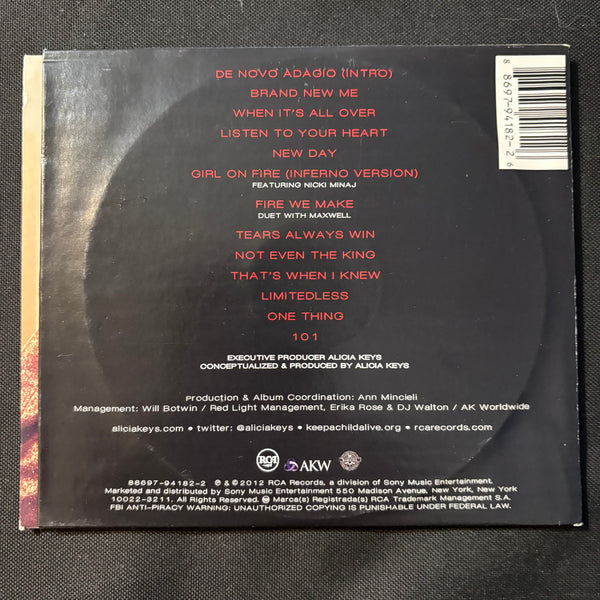 DE NOVO ADAGIO (INTRO)
BRAND NEW ME
WHEN IT'S ALL OVER
LISTEN TO YOUR HEART
NEW DAY
GIRL ON FIRE (INFERNO VERSION)
FEATURING NICKI MINAJ
FIRE WE MAKE
DUET WITH MAXWELL
TEARS ALWAYS WIN
NOT EVEN THE KING
THAT'S WHEN I KNEW
LIMITEDLESS
ONE THING
101
EXECUTIVE PRODUCER ALICIA KEYS
CONCEPTUALIZED & PRODUCED BY ALICIA KEYS
Production & Album Coordination: Ann Mincieli
Management: Will Botwin / Red Light Management, Erika Rose & DJ Walton / AK Worldwide
aliciakeys.com • twitter: @aliciakeys • keepachildalive.org • rcarecords.com
RCA AKW
88697-94182-2 ℗ & © 2012 RCA Records, a division of Sony Music Entertainment.
Marketed and distributed by Sony Music Entertainment 550 Madison Avenue, New York, New York
10022-3211. All Rights Reserved. Marca(s) Registrada(s) RCA Trademark Management S.A.
FBI ANTI-PIRACY WARNING: UNAUTHORIZED COPYING IS PUNISHABLE UNDER FEDERAL LAW.
8 8697-94182-2 6